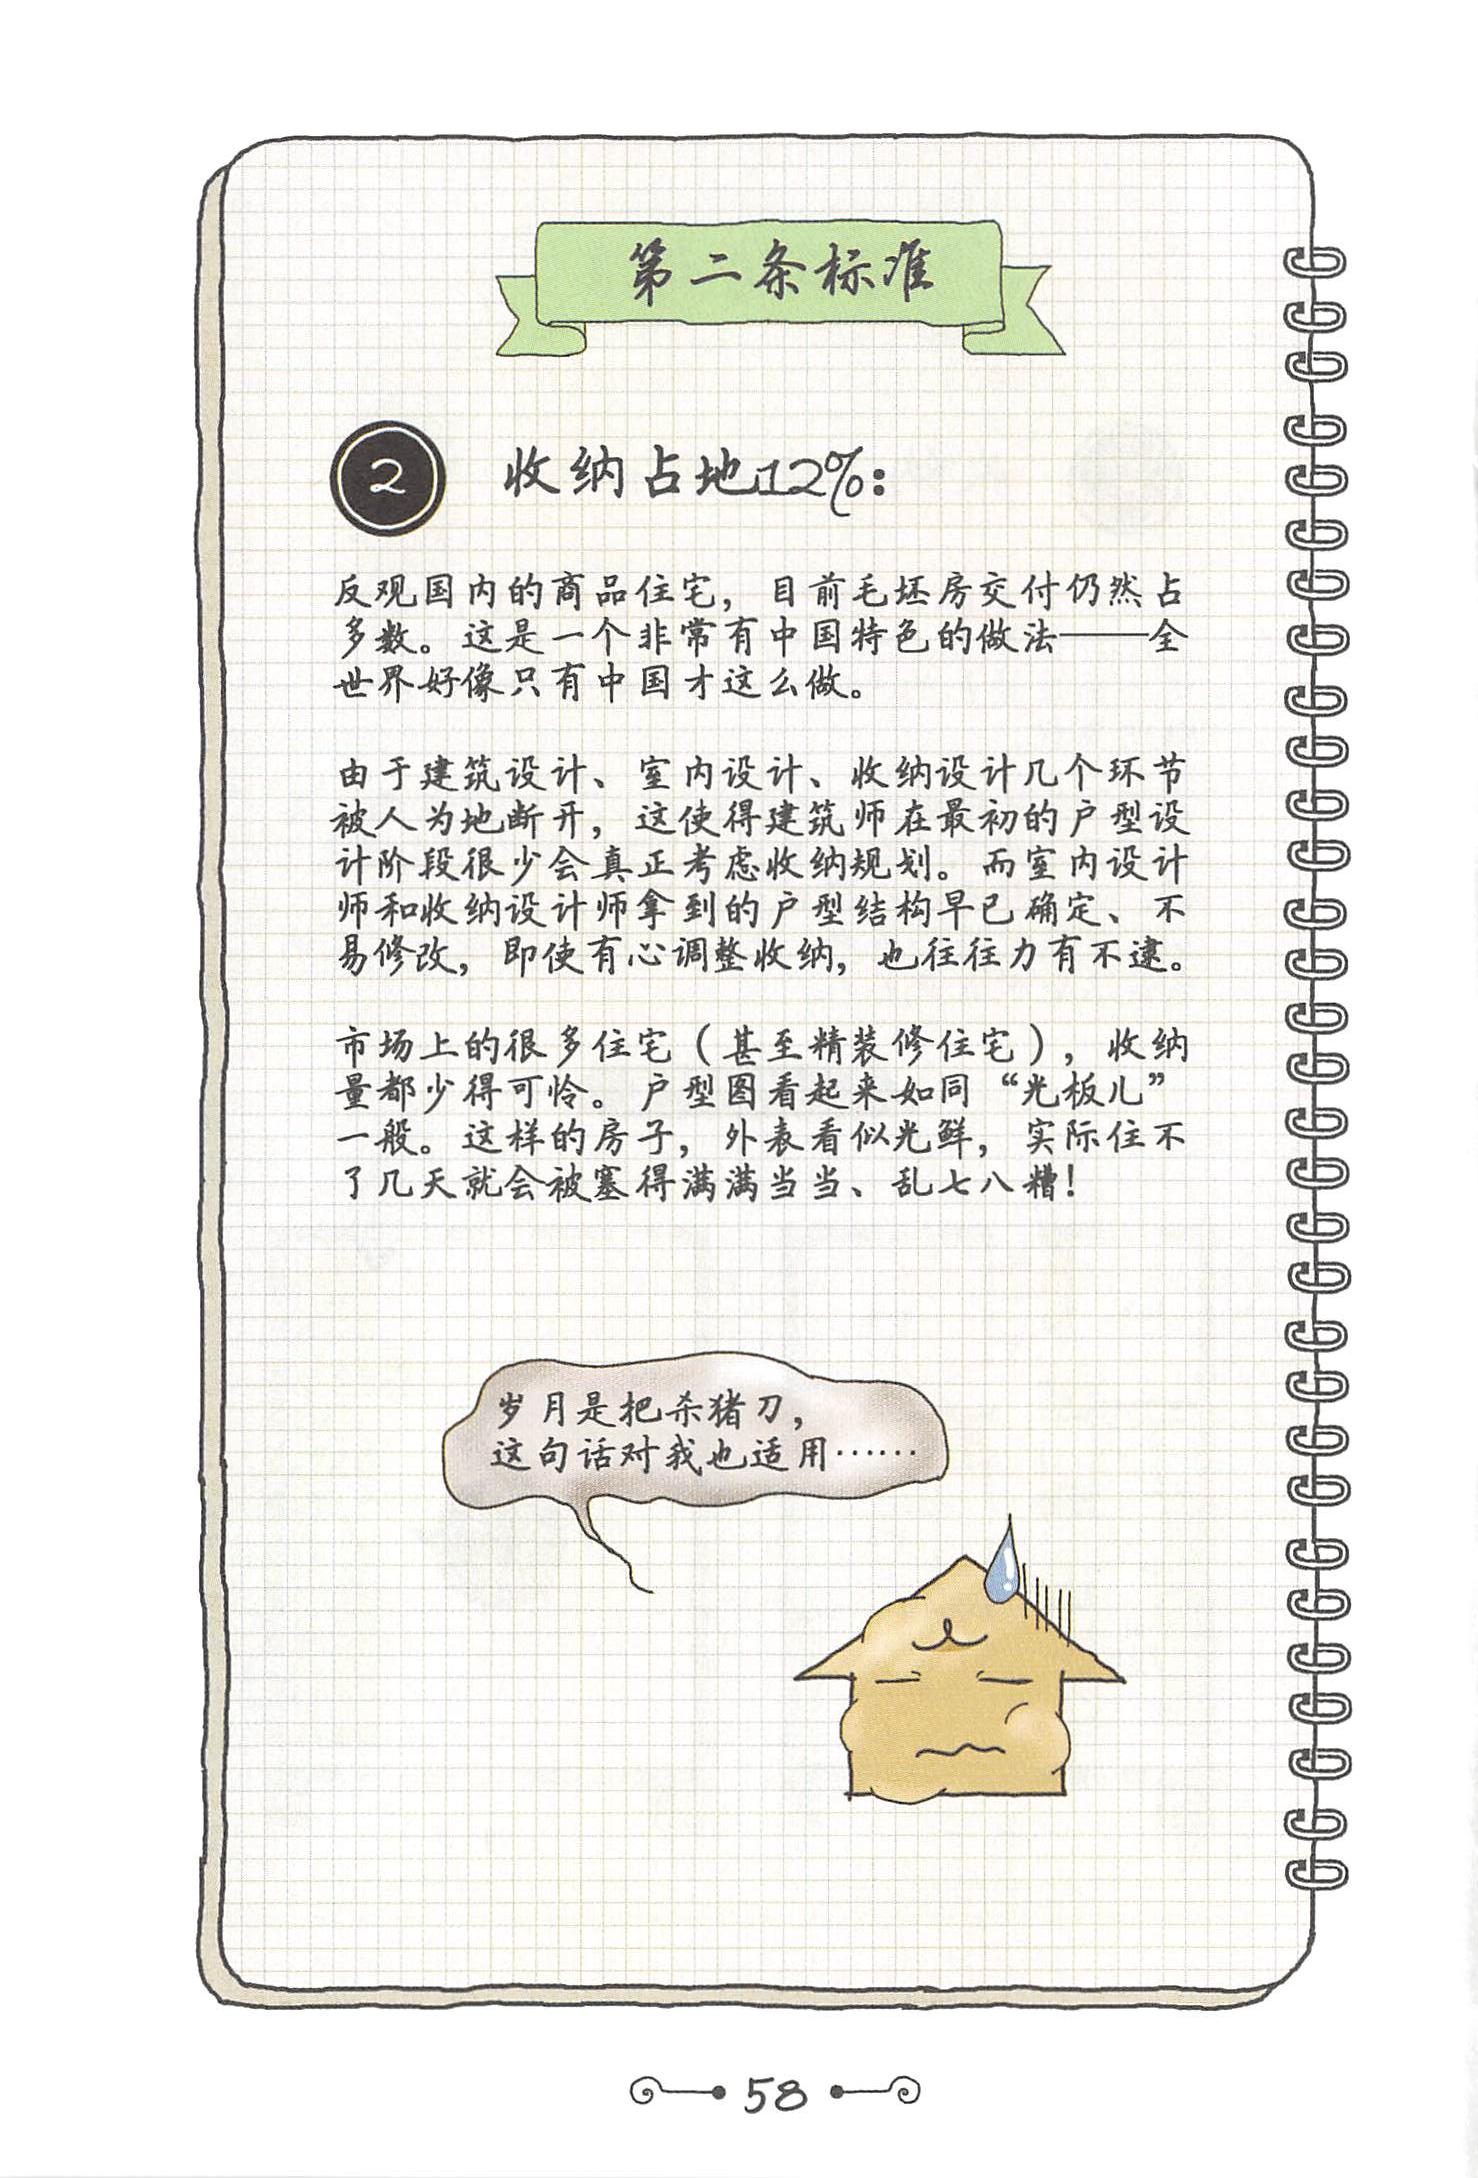 第二条标准
2
收纳占地12%：
反观国内的商品住宅，目前毛坯房交付仍然占
多数。这是一个非常有中国特色的做法——全
世界好像只有中国才这么做。
由于建筑设计、室内设计、收纳设计几个环节
被人为地断开，这使得建筑师在最初的户型设
计阶段很少会真正考虑收纳规划。而室内设计
师和收纳设计师拿到的户型结构早已确定、不
易修改，即使有心调整收纳，也往往力有不逮。
市场上的很多住宅（甚至精装修住宅），收纳
量都少得可怜。户型图看起来如同“光板儿”
一般。这样的房子，外表看似光鲜，实际住不
了几天就会被塞得满满当当、乱七八糟！
岁月是把杀猪刀，
这句话对我也适用……
58